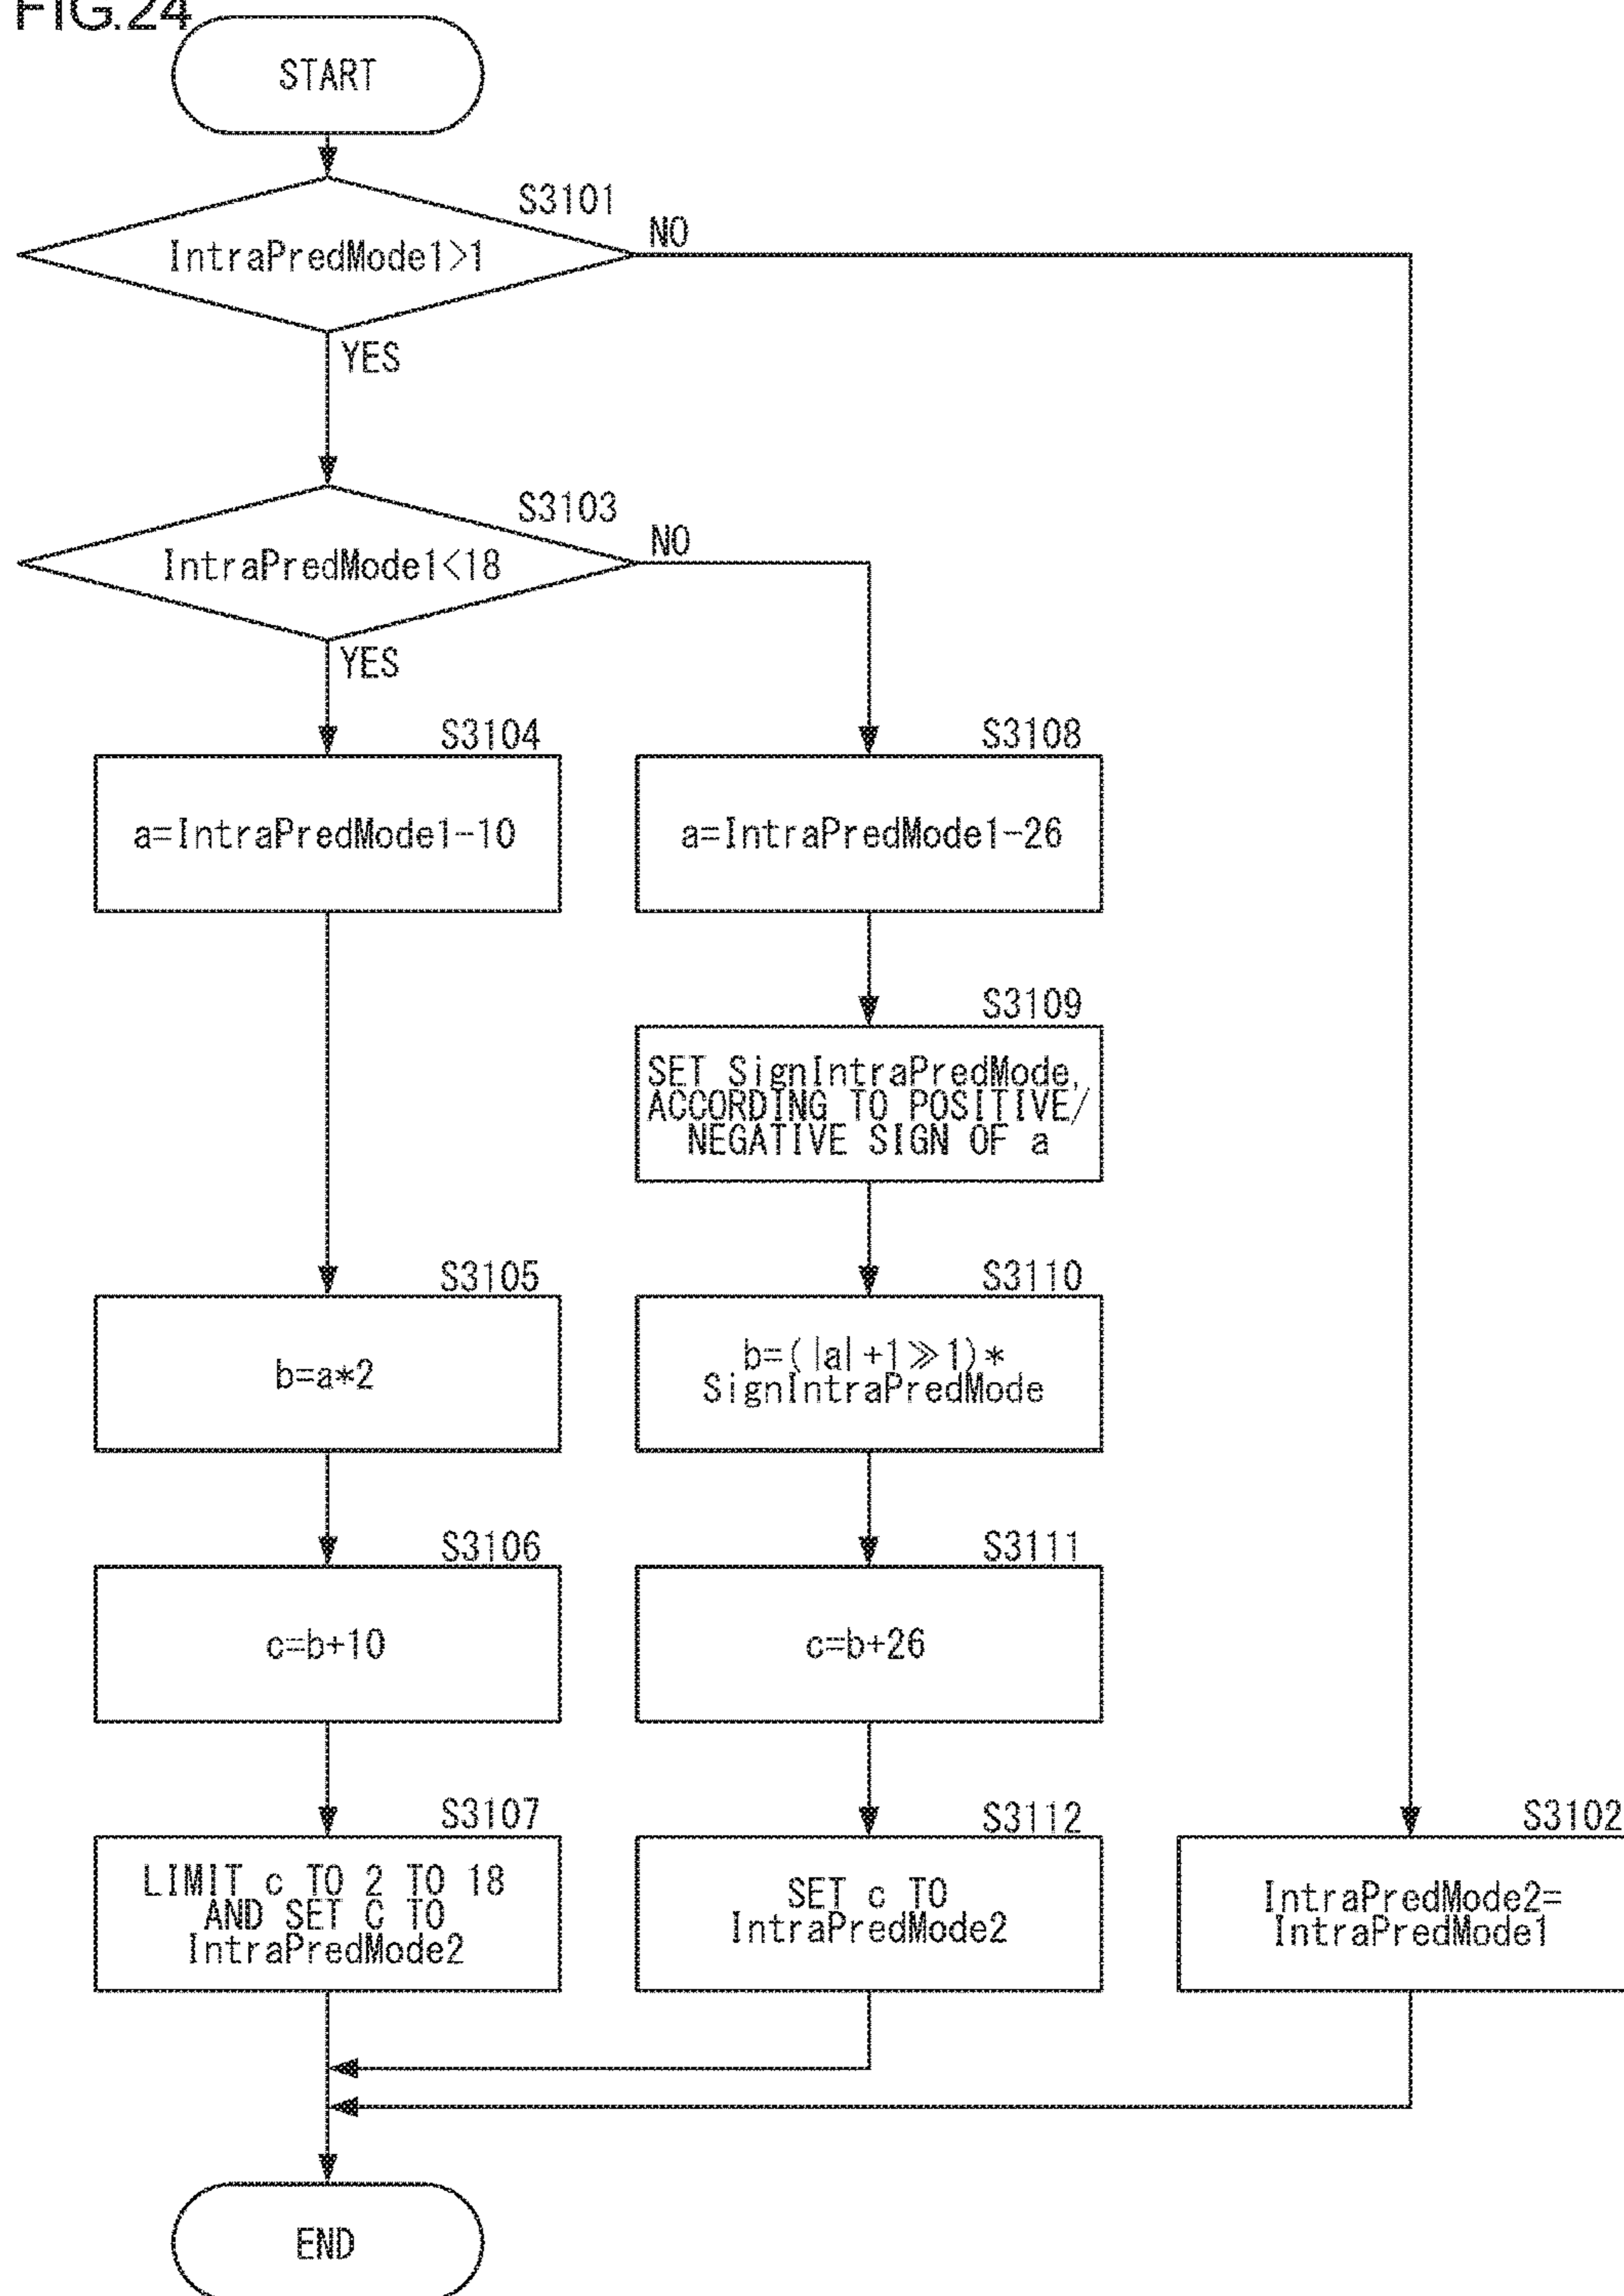 FIG.24
START
S3101
IntraPredMode1>1
NO
YES
S3103
IntraPredMode1<18
NO
YES
S3104
a=IntraPredMode1-10
S3108
a=IntraPredMode1-26
S3109
SET SignIntraPredMode,
ACCORDING TO POSITIVE/
NEGATIVE SIGN OF a
S3105
b=a*2
S3110
b=(|a|+1≫1)*
SignIntraPredMode
S3106
c=b+10
S3111
c=b+26
S3107
LIMIT c TO 2 TO 18
AND SET C TO
IntraPredMode2
S3112
SET c TO
IntraPredMode2
S3102
IntraPredMode2=
IntraPredMode1
END